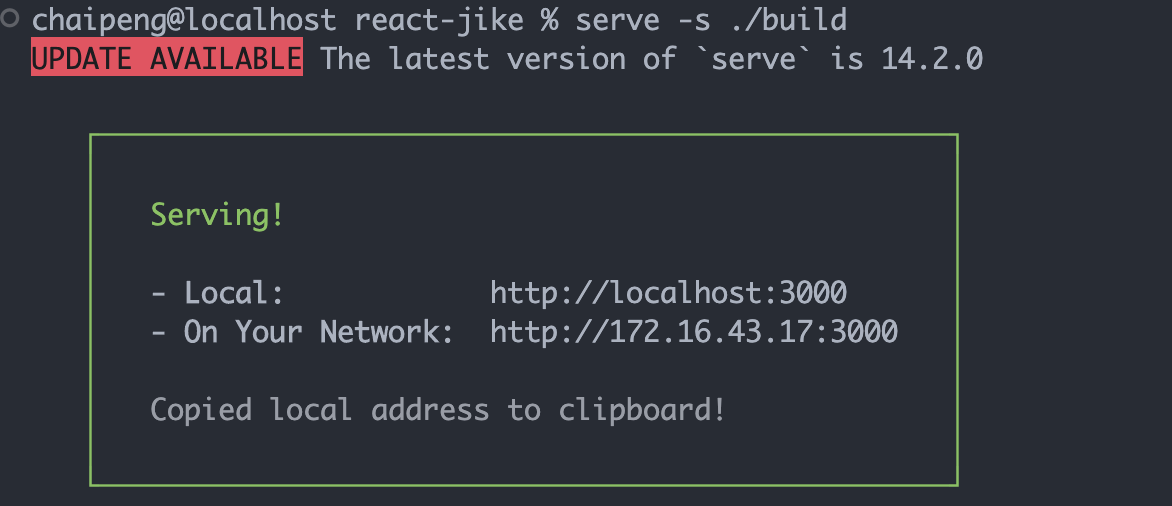 chaipeng@localhost react-jike % serve -s ./build
UPDATE AVAILABLE The latest version of `serve` is 14.2.0
Serving!
- Local: http://localhost:3000
- On Your Network: http://172.16.43.17:3000
Copied local address to clipboard!